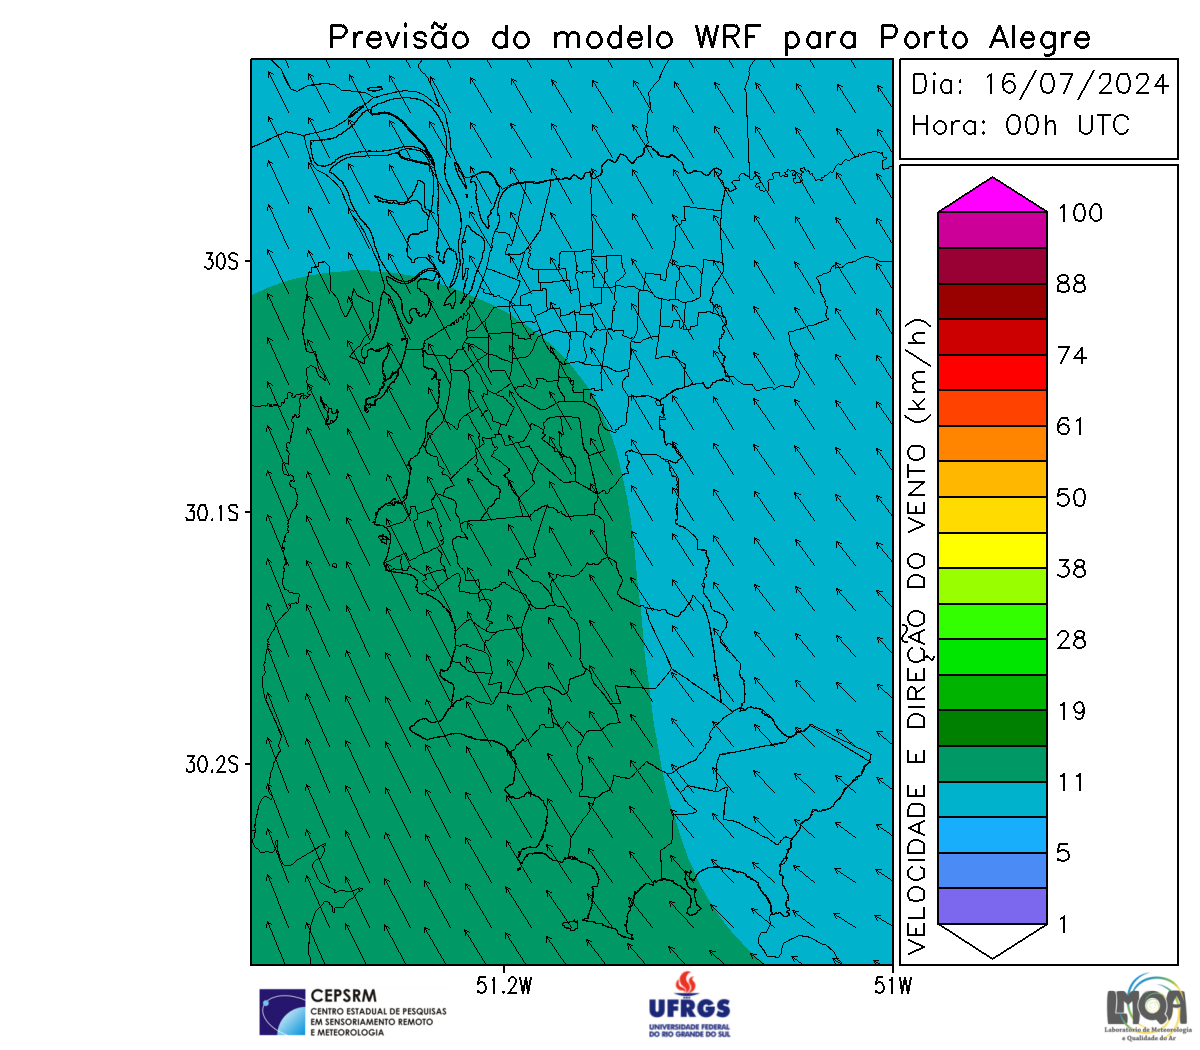 Previsão do modelo WRF para Porto Alegre
Dia: 16/07/2024
Hora: 00h UTC
30S
30.1S
30.2S
51.2W
51W
VELOCIDADE E DIREÇÃO DO VENTO (km/h)
100
88
74
61
50
38
28
19
11
5
1
CEPSRM
CENTRO ESTADUAL DE PESQUISAS
EM SENSORIAMENTO REMOTO
E METEOROLOGIA
UFRGS
UNIVERSIDADE FEDERAL
DO RIO GRANDE DO SUL
LMQA
Laboratório de Meteorologia
e Qualidade do Ar